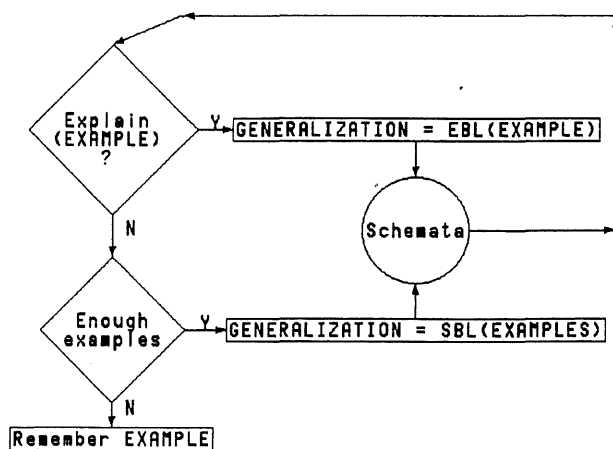 Explain
(EXAMPLE)
?
Y
GENERALIZATION = EBL(EXAMPLE)
Schemata
N
Enough
examples
Y
GENERALIZATION = SBL(EXAMPLES)
N
Remember EXAMPLE